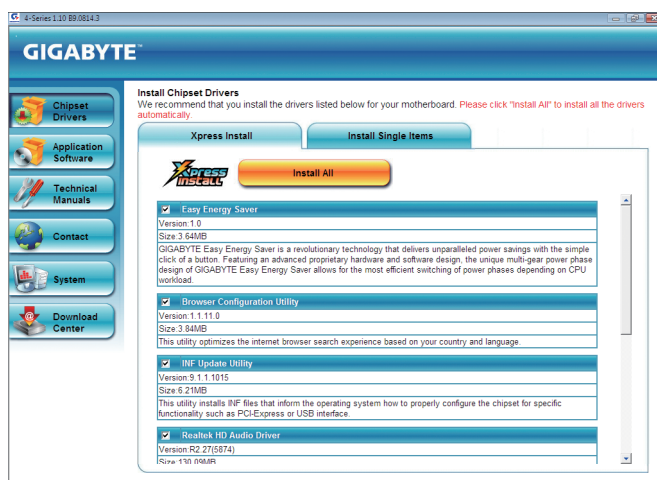 4-Series 1.10 B9.0814.3
GIGABYTE™
Chipset
Drivers
Application
Software
Technical
Manuals
Contact
System
Download
Center
Install Chipset Drivers
We recommend that you install the drivers listed below for your motherboard. Please click "Install All" to install all the drivers
automatically.
Xpress Install
Install Single Items
Xpress
Install
Install All
Easy Energy Saver
Version:1.0
Size:3.64MB
GIGABYTE Easy Energy Saver is a revolutionary technology that delivers unparalleled power savings with the simple
click of a button. Featuring an advanced proprietary hardware and software design, the unique multi-gear power phase
design of GIGABYTE Easy Energy Saver allows for the most efficient switching of power phases depending on CPU
workload.
Browser Configuration Utility
Version:1.1.11.0
Size:3.84MB
This utility optimizes the internet browser search experience based on your country and language.
INF Update Utility
Version:9.1.1.1015
Size:6.21MB
This utility installs INF files that inform the operating system how to properly configure the chipset for specific
functionality such as PCI-Express or USB interface.
Realtek HD Audio Driver
Version:R2.27(5874)
Size:130.09MB